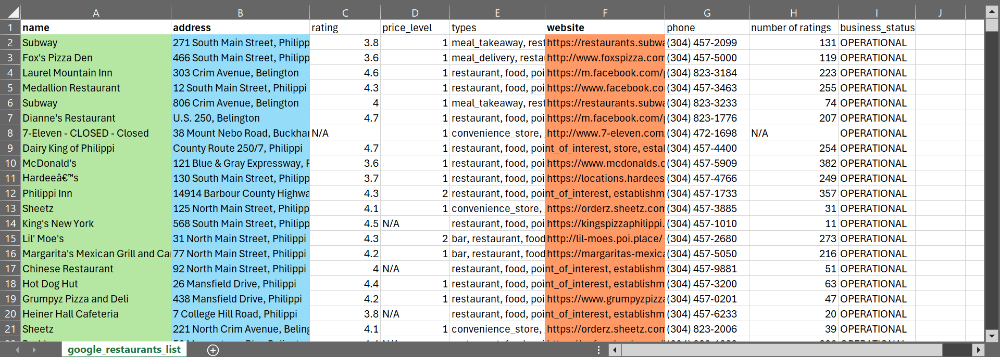 A B C D E F G H I J
1 name address rating price_level types website phone number of ratings business_status
2 Subway 271 South Main Street, Philipp 3.8 1 meal_takeaway, rest https://restaurants.subwa (304) 457-2099 131 OPERATIONAL
3 Fox's Pizza Den 466 South Main Street, Philipp 3.6 1 meal_delivery, resta http://www.foxspizza.com (304) 457-5000 119 OPERATIONAL
4 Laurel Mountain Inn 303 Crim Avenue, Belington 4.6 1 restaurant, food, poi https://m.facebook.com/p (304) 823-3184 223 OPERATIONAL
5 Medallion Restaurant 12 South Main Street, Philippi 4.3 1 restaurant, food, poi https://www.facebook.co (304) 457-3463 255 OPERATIONAL
6 Subway 806 Crim Avenue, Belington 4 1 meal_takeaway, rest https://restaurants.subwa (304) 823-3233 74 OPERATIONAL
7 Dianne's Restaurant U.S. 250, Belington 4.7 1 restaurant, food, poi https://m.facebook.com/p (304) 823-1776 207 OPERATIONAL
8 7-Eleven - CLOSED - Closed 38 Mount Nebo Road, Buckhan N/A 1 convenience_store, http://www.7-eleven.com (304) 472-1698 N/A OPERATIONAL
9 Dairy King of Philippi County Route 250/7, Philippi 4.7 1 restaurant, food, point_of_interest, store, esta (304) 457-4400 254 OPERATIONAL
10 McDonald's 121 Blue & Gray Expressway, P 3.6 1 restaurant, food, poi https://www.mcdonalds.c (304) 457-5909 382 OPERATIONAL
11 Hardeeâ€™s 130 South Main Street, Philipp 3.7 1 restaurant, food, poi https://locations.hardees (304) 457-4766 249 OPERATIONAL
12 Philippi Inn 14914 Barbour County Highwa 4.3 2 restaurant, food, point_of_interest, establishm (304) 457-1733 357 OPERATIONAL
13 Sheetz 125 North Main Street, Philipp 4.1 1 convenience_store, https://orderz.sheetz.com (304) 457-3885 31 OPERATIONAL
14 King's New York 568 South Main Street, Philipp 4.5 N/A restaurant, food, poi https://kingspizzaphilippi. (304) 457-1010 11 OPERATIONAL
15 Lil' Moe's 31 North Main Street, Philippi 4.3 2 bar, restaurant, food http://lil-moes.poi.place/ (304) 457-2680 273 OPERATIONAL
16 Margarita's Mexican Grill and Ca 77 North Main Street, Philippi 4.2 1 bar, restaurant, food https://margaritas-mexica (304) 457-5050 216 OPERATIONAL
17 Chinese Restaurant 92 North Main Street, Philippi 4 N/A restaurant, food, point_of_interest, establishm (304) 457-9881 51 OPERATIONAL
18 Hot Dog Hut 26 Mansfield Drive, Philippi 4.4 1 restaurant, food, point_of_interest, establishm (304) 457-3200 63 OPERATIONAL
19 Grumpyz Pizza and Deli 438 Mansfield Drive, Philippi 4.2 1 restaurant, food, poi https://www.grumpyzpizza (304) 457-0201 47 OPERATIONAL
20 Heiner Hall Cafeteria 7 College Hill Road, Philippi 3.8 N/A restaurant, food, point_of_interest, establishm (304) 457-6233 20 OPERATIONAL
21 Sheetz 221 North Crim Avenue, Beling 4.1 1 convenience_store, https://orderz.sheetz.com (304) 823-2006 39 OPERATIONAL
google_restaurants_list